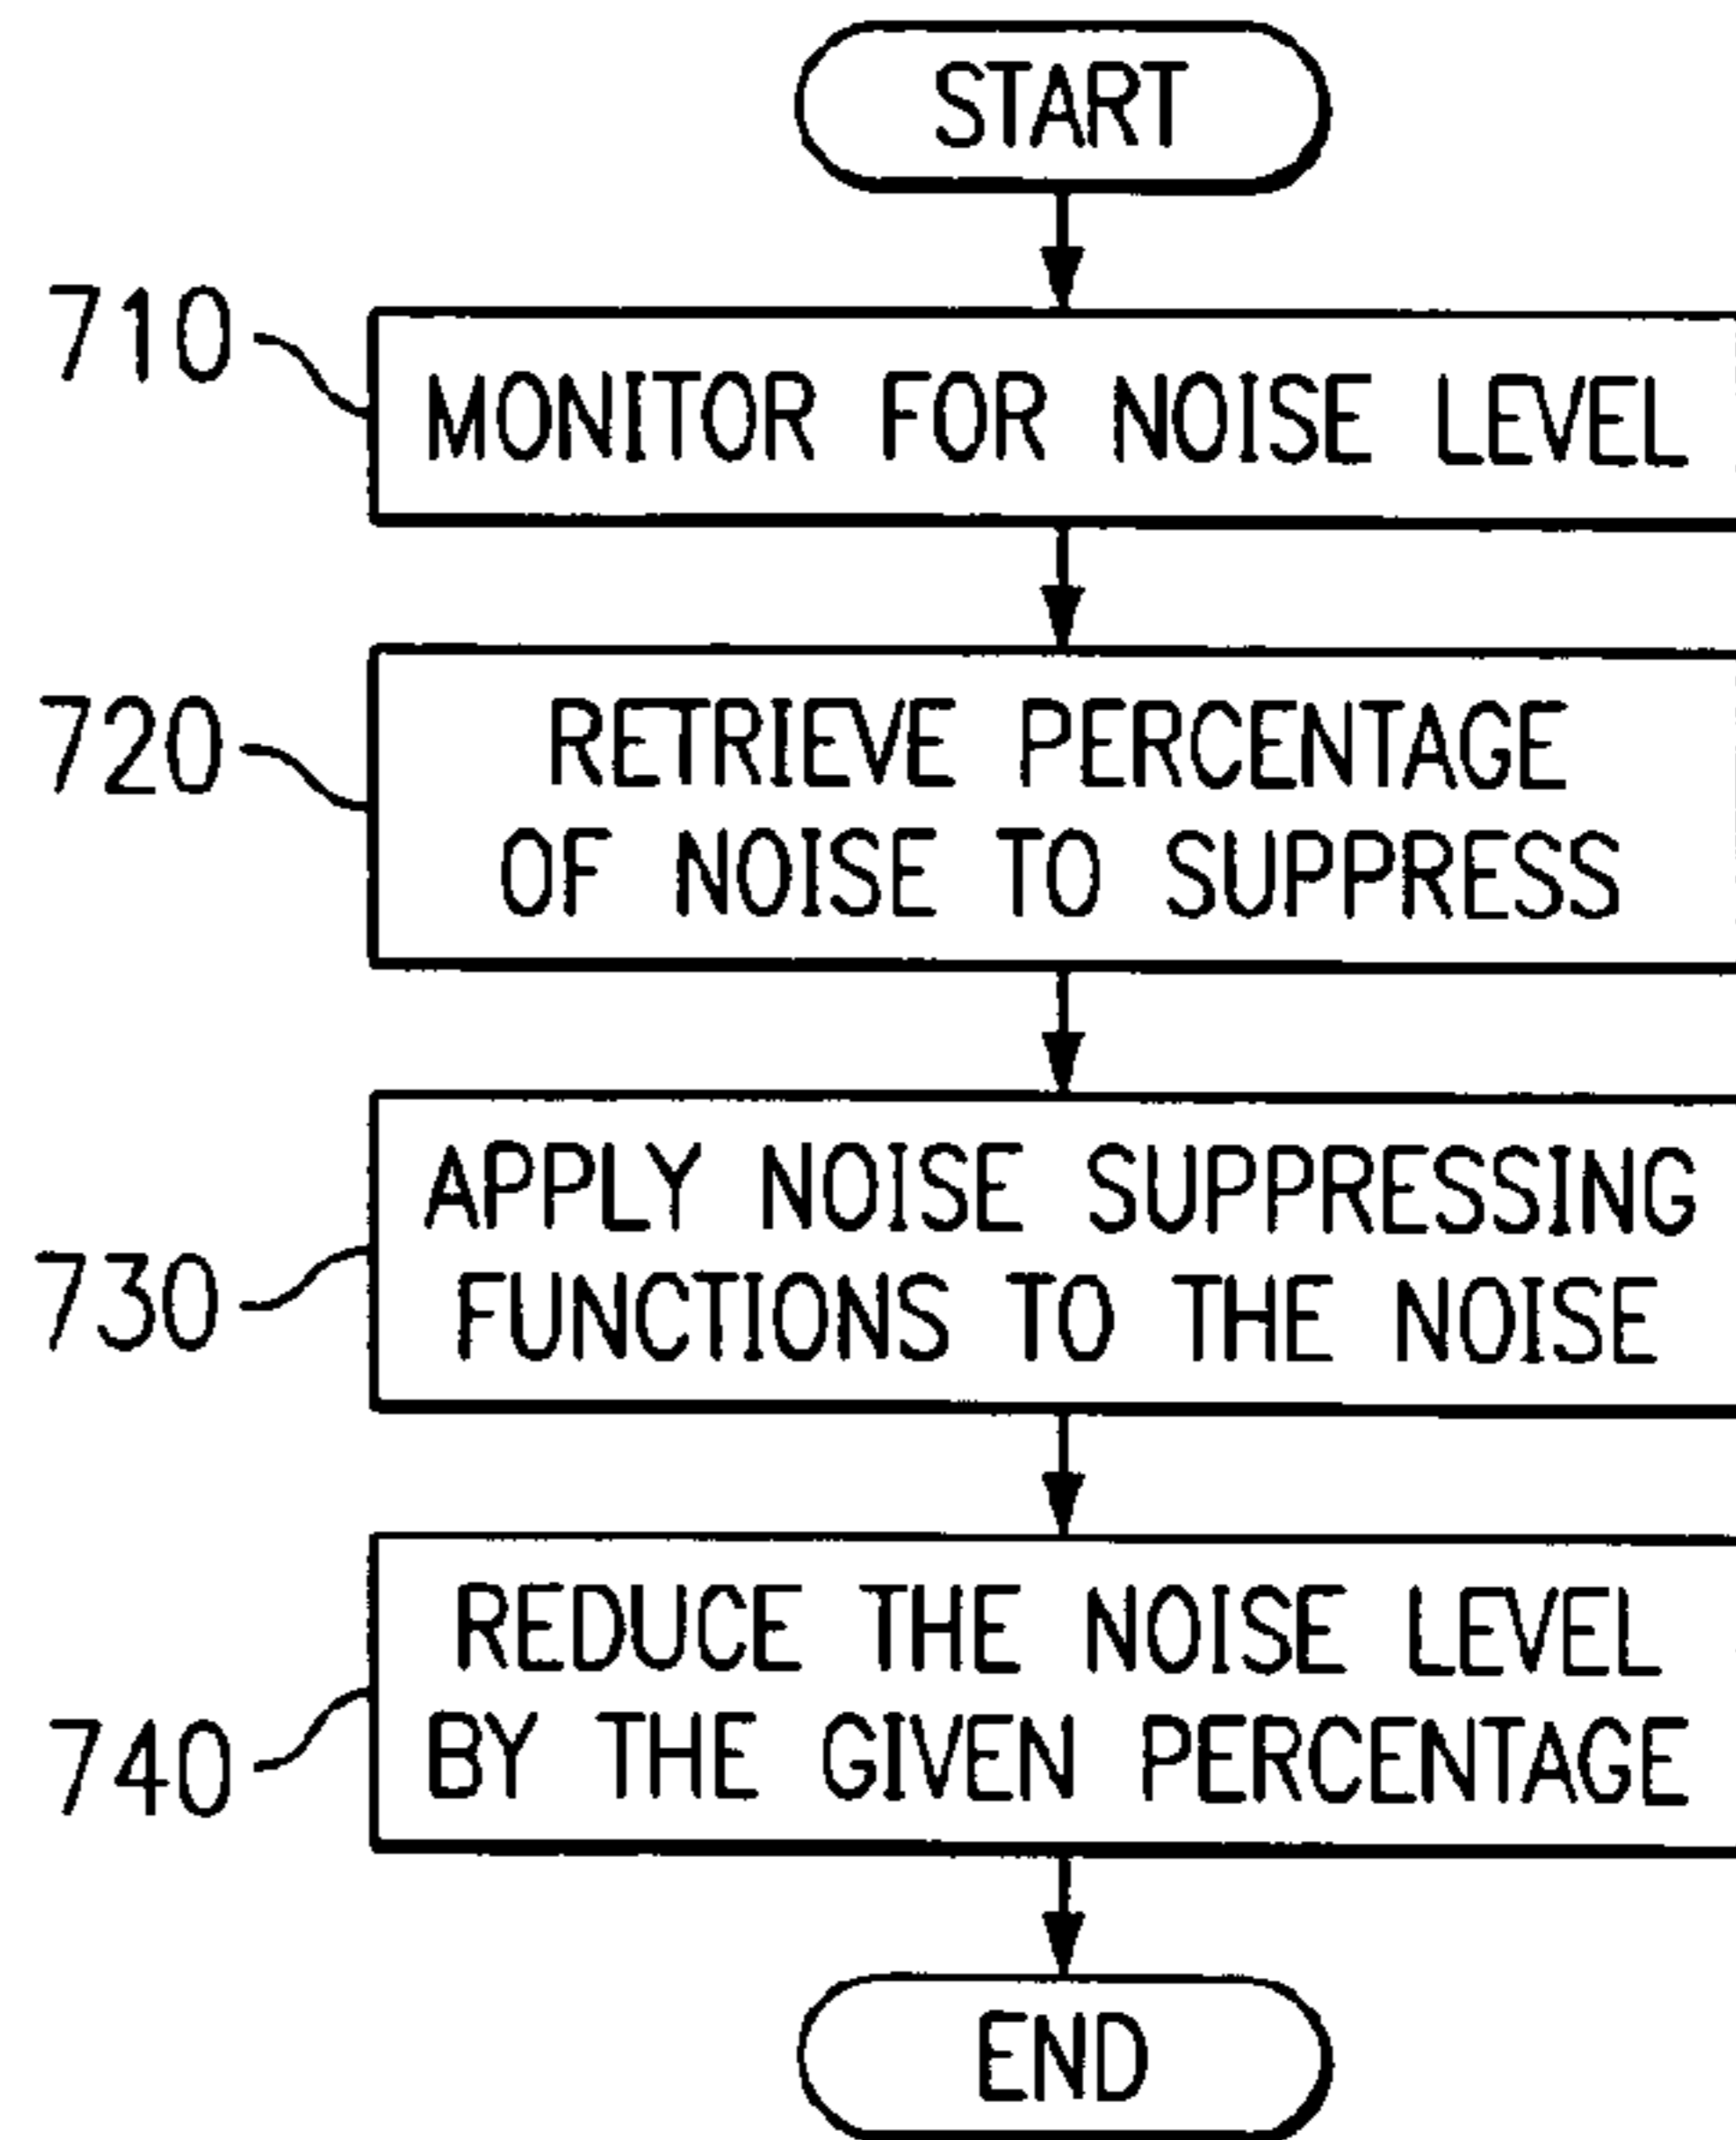 START
710
MONITOR FOR NOISE LEVEL
720
RETRIEVE PERCENTAGE
OF NOISE TO SUPPRESS
730
APPLY NOISE SUPPRESSING
FUNCTIONS TO THE NOISE
740
REDUCE THE NOISE LEVEL
BY THE GIVEN PERCENTAGE
END